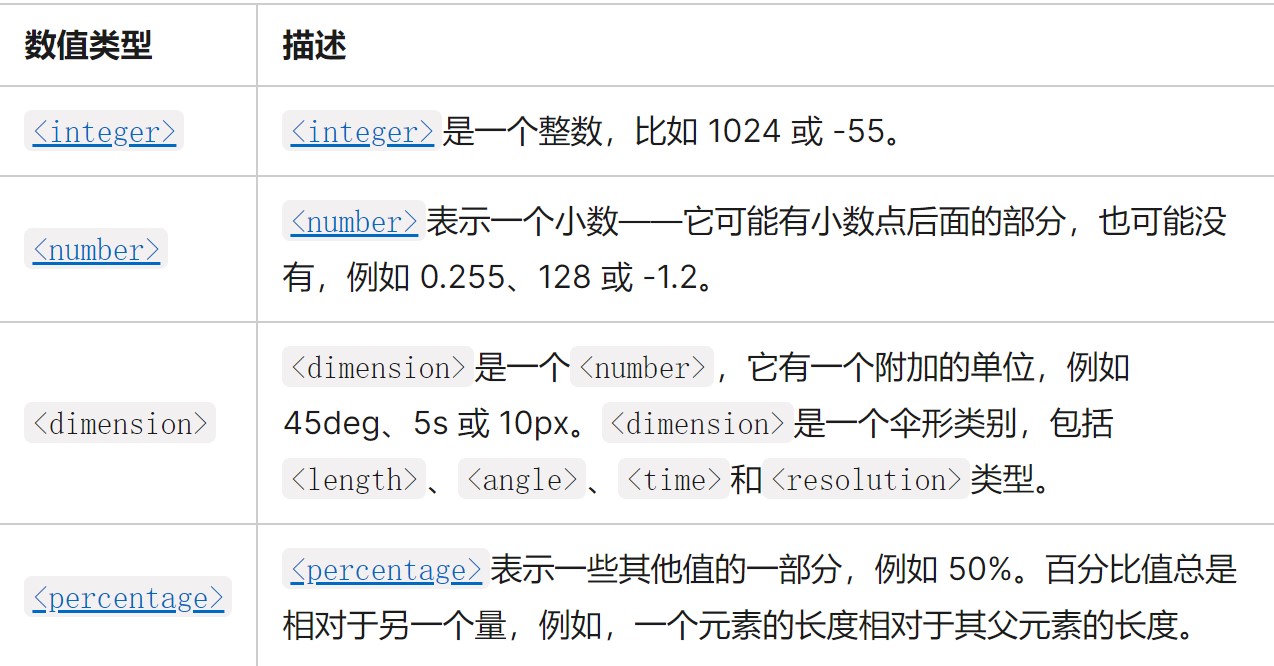 数值类型 描述
<integer> <integer>是一个整数，比如 1024 或 -55。
<number> <number>表示一个小数——它可能有小数点后面的部分，也可能没
有，例如 0.255、128 或 -1.2。
<dimension> <dimension>是一个<number>，它有一个附加的单位，例如
45deg、5s 或 10px。<dimension>是一个伞形类别，包括
<length>、<angle>、<time>和<resolution>类型。
<percentage> <percentage>表示一些其他值的一部分，例如 50%。百分比值总是
相对于另一个量，例如，一个元素的长度相对于其父元素的长度。